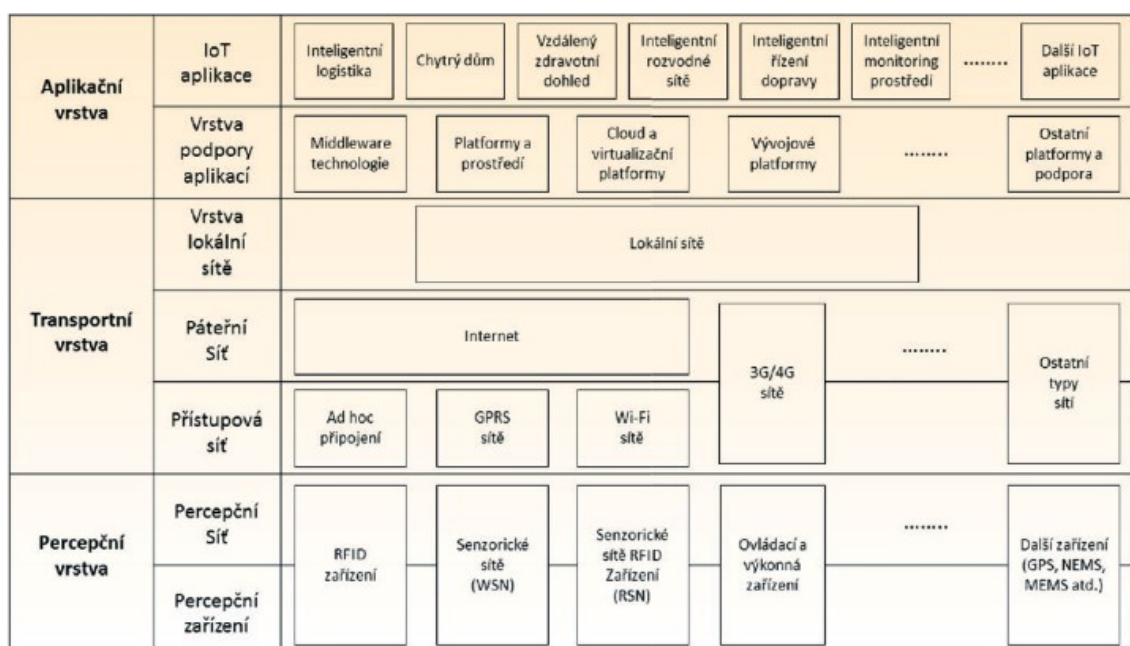 Aplikační
vrstva
IoT
aplikace
Inteligentní
logistika
Chytrý dům
Vzdálený
zdravotní
dohled
Inteligentní
rozvodné
sítě
Inteligentní
řízení
dopravy
Inteligentní
monitoring
prostředí
........
Další IoT
aplikace
Vrstva
podpory
aplikací
Middleware
technologie
Platformy a
prostředí
Cloud a
virtualizační
platformy
Vývojové
platformy
........
Ostatní
platformy a
podpora
Transportní
vrstva
Vrstva
lokální
sítě
Lokální sítě
Páteřní
Síť
Internet
3G/4G
sítě
........
Ostatní
typy
sítí
Přístupová
síť
Ad hoc
připojení
GPRS
sítě
Wi-Fi
sítě
Percepční
vrstva
Percepční
Síť
Percepční
zařízení
RFID
zařízení
Senzorické
sítě
(WSN)
Senzorické
sítě RFID
Zařízení
(RSN)
Ovládací a
výkonná
zařízení
........
Další zařízení
(GPS, NEMS,
MEMS atd.)